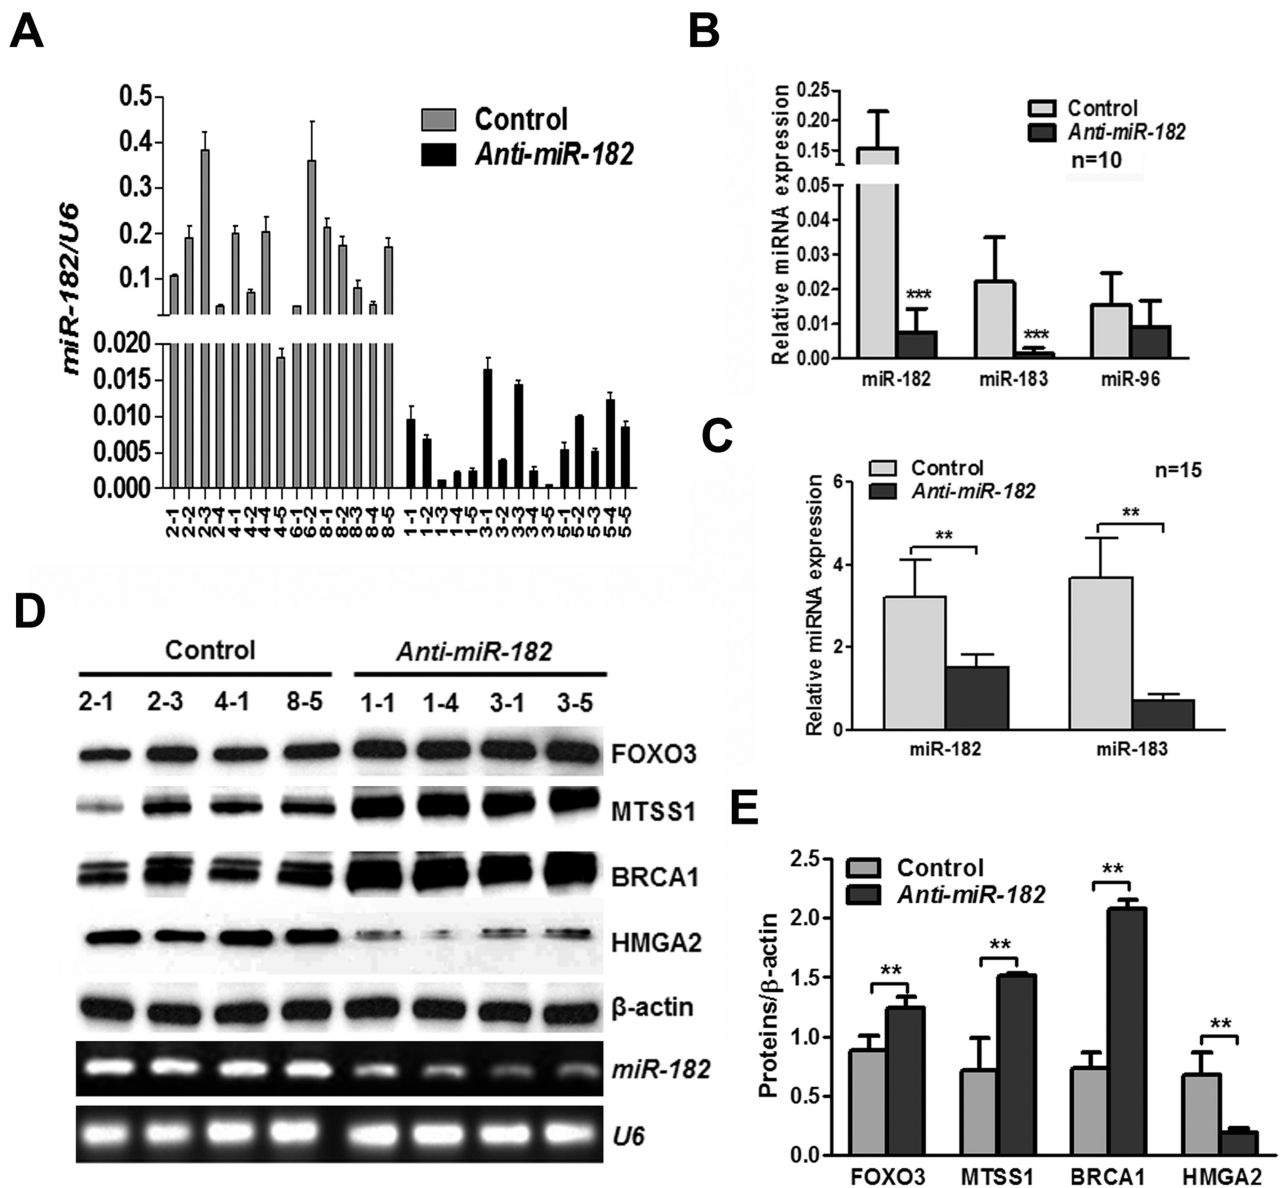 A
miR-182/U6
0.5
0.4
0.3
0.2
0.1
0.020
0.015
0.010
0.005
0.000
Control
Anti-miR-182
2-1 2-2 2-3 2-4 4-1 4-2 4-4 4-5 6-1 6-2 8-1 8-2 8-3 8-4 8-5 1-1 1-2 1-3 1-4 1-5 3-1 3-2 3-3 3-4 3-5 5-1 5-2 5-3 5-4 5-5
B
Relative miRNA expression
0.25
0.20
0.15
0.05
0.04
0.03
0.02
0.01
0.00
Control
Anti-miR-182
n=10
*** ***
miR-182 miR-183 miR-96
C
Relative miRNA expression
6
4
2
0
Control
Anti-miR-182
n=15
** **
miR-182 miR-183
D
Control Anti-miR-182
2-1 2-3 4-1 8-5 1-1 1-4 3-1 3-5
FOXO3
MTSS1
BRCA1
HMGA2
β-actin
miR-182
U6
E
Proteins/β-actin
2.5
2.0
1.5
1.0
0.5
0.0
Control
Anti-miR-182
** ** ** **
FOXO3 MTSS1 BRCA1 HMGA2